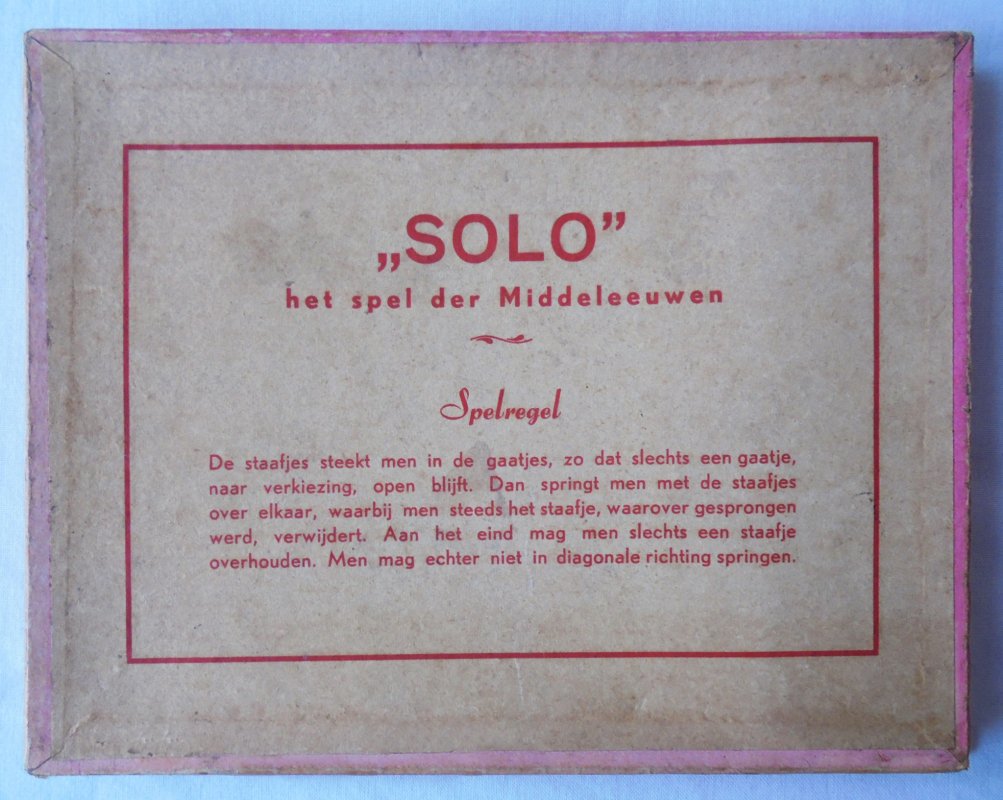 „SOLO”
het spel der Middeleeuwen
Spelregel
De staafjes steekt men in de gaatjes, zo dat slechts een gaatje,
naar verkiezing, open blijft. Dan springt men met de staafjes
over elkaar, waarbij men steeds het staafje, waarover gesprongen
werd, verwijdert. Aan het eind mag men slechts een staafje
overhouden. Men mag echter niet in diagonale richting springen.